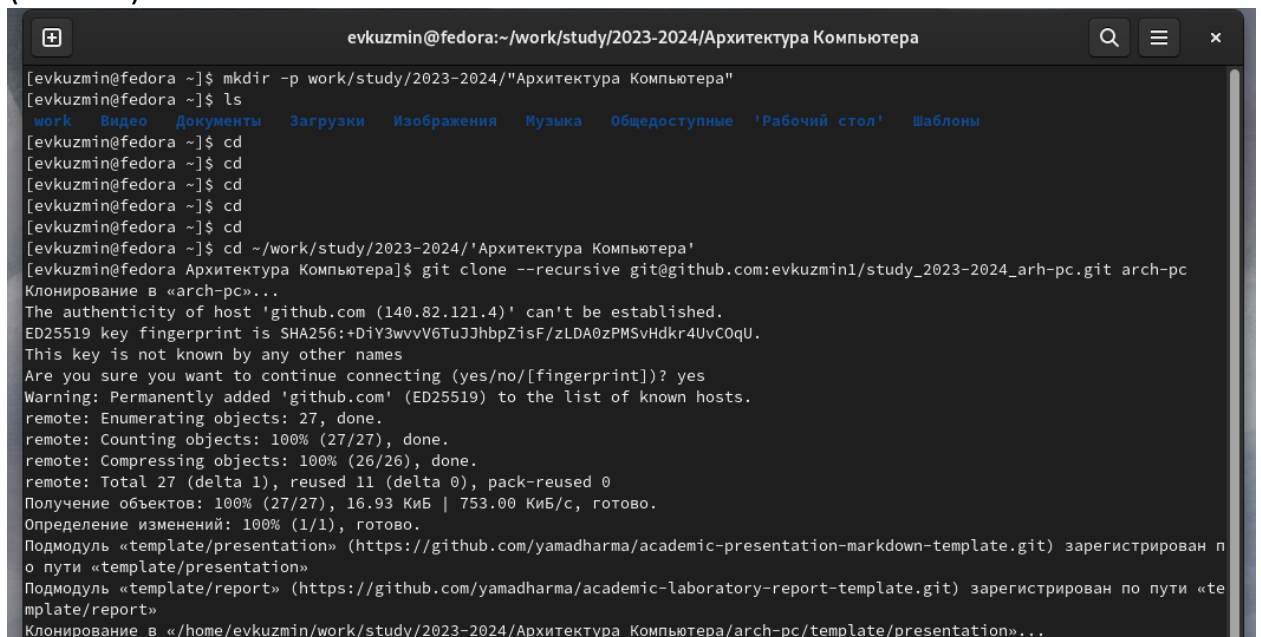 evkuzmin@fedora:~/work/study/2023-2024/Архитектура Компьютера
[evkuzmin@fedora ~]$ mkdir -p work/study/2023-2024/"Архитектура Компьютера"
[evkuzmin@fedora ~]$ ls
work Видео Документы Загрузки Изображения Музыка Общедоступные 'Рабочий стол' Шаблоны
[evkuzmin@fedora ~]$ cd
[evkuzmin@fedora ~]$ cd
[evkuzmin@fedora ~]$ cd
[evkuzmin@fedora ~]$ cd
[evkuzmin@fedora ~]$ cd
[evkuzmin@fedora ~]$ cd ~/work/study/2023-2024/'Архитектура Компьютера'
[evkuzmin@fedora Архитектура Компьютера]$ git clone --recursive git@github.com:evkuzmin1/study_2023-2024_arh-pc.git arch-pc
Клонирование в «arch-pc»...
The authenticity of host 'github.com (140.82.121.4)' can't be established.
ED25519 key fingerprint is SHA256:+DiY3wvvV6TuJJhbpZisF/zLDA0zPMSvHdkr4UvCOqU.
This key is not known by any other names
Are you sure you want to continue connecting (yes/no/[fingerprint])? yes
Warning: Permanently added 'github.com' (ED25519) to the list of known hosts.
remote: Enumerating objects: 27, done.
remote: Counting objects: 100% (27/27), done.
remote: Compressing objects: 100% (26/26), done.
remote: Total 27 (delta 1), reused 11 (delta 0), pack-reused 0
Получение объектов: 100% (27/27), 16.93 КиБ | 753.00 КиБ/с, готово.
Определение изменений: 100% (1/1), готово.
Подмодуль «template/presentation» (https://github.com/yamadharma/academic-presentation-markdown-template.git) зарегистрирован п
о пути «template/presentation»
Подмодуль «template/report» (https://github.com/yamadharma/academic-laboratory-report-template.git) зарегистрирован по пути «te
mplate/report»
Клонирование в «/home/evkuzmin/work/study/2023-2024/Архитектура Компьютера/arch-pc/template/presentation»...